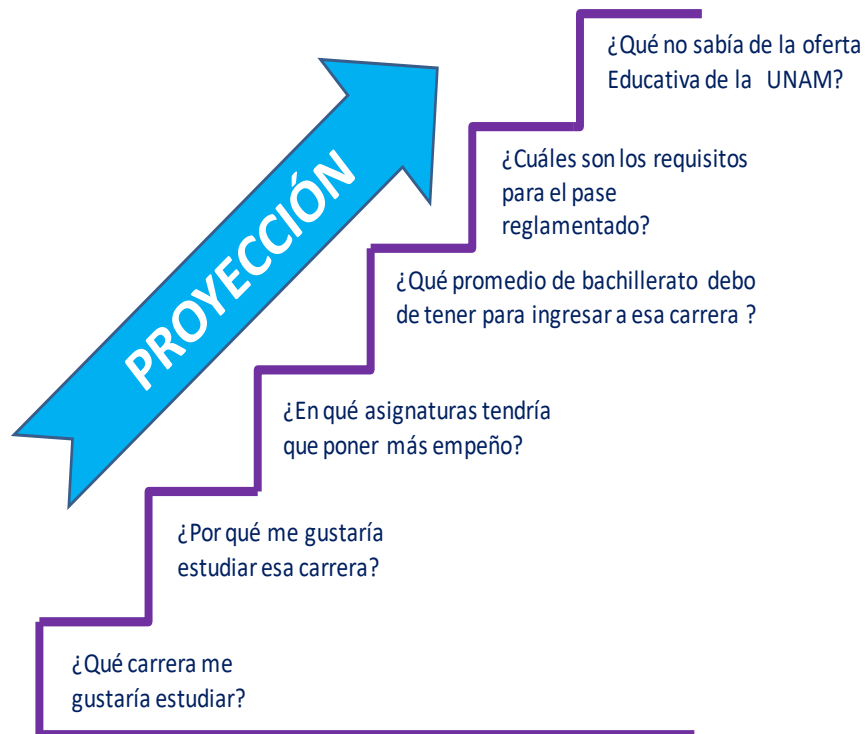 ¿Qué no sabía de la oferta
Educativa de la UNAM?
¿Cuáles son los requisitos
para el pase
reglamentado?
PROYECCIÓN
¿Qué promedio de bachillerato debo
de tener para ingresar a esa carrera ?
¿En qué asignaturas tendría
que poner más empeño?
¿Por qué me gustaría
estudiar esa carrera?
¿Qué carrera me
gustaría estudiar?